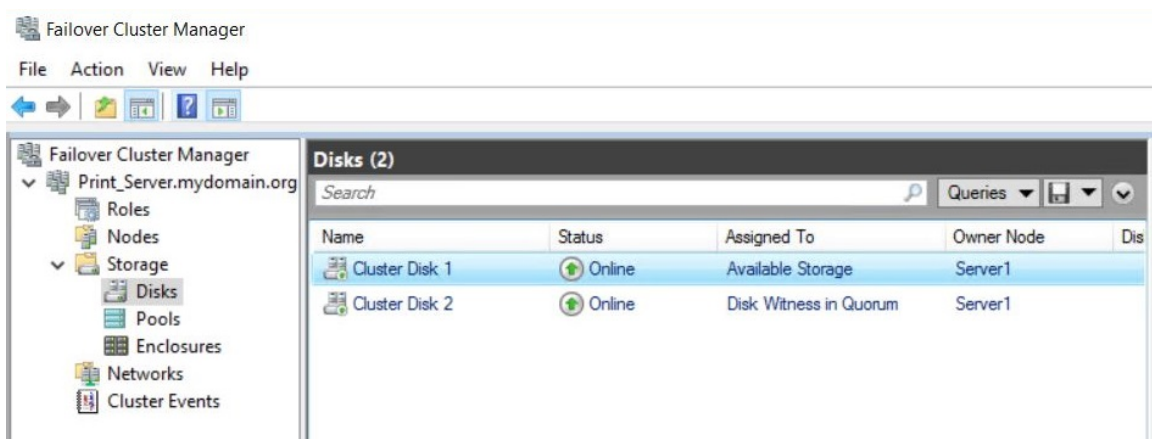 Failover Cluster Manager
File Action View Help
Failover Cluster Manager
Print_Server.mydomain.org
Roles
Nodes
Storage
Disks
Pools
Enclosures
Networks
Cluster Events
Disks (2)
Search
Queries
Name Status Assigned To Owner Node Dis
Cluster Disk 1 Online Available Storage Server1
Cluster Disk 2 Online Disk Witness in Quorum Server1